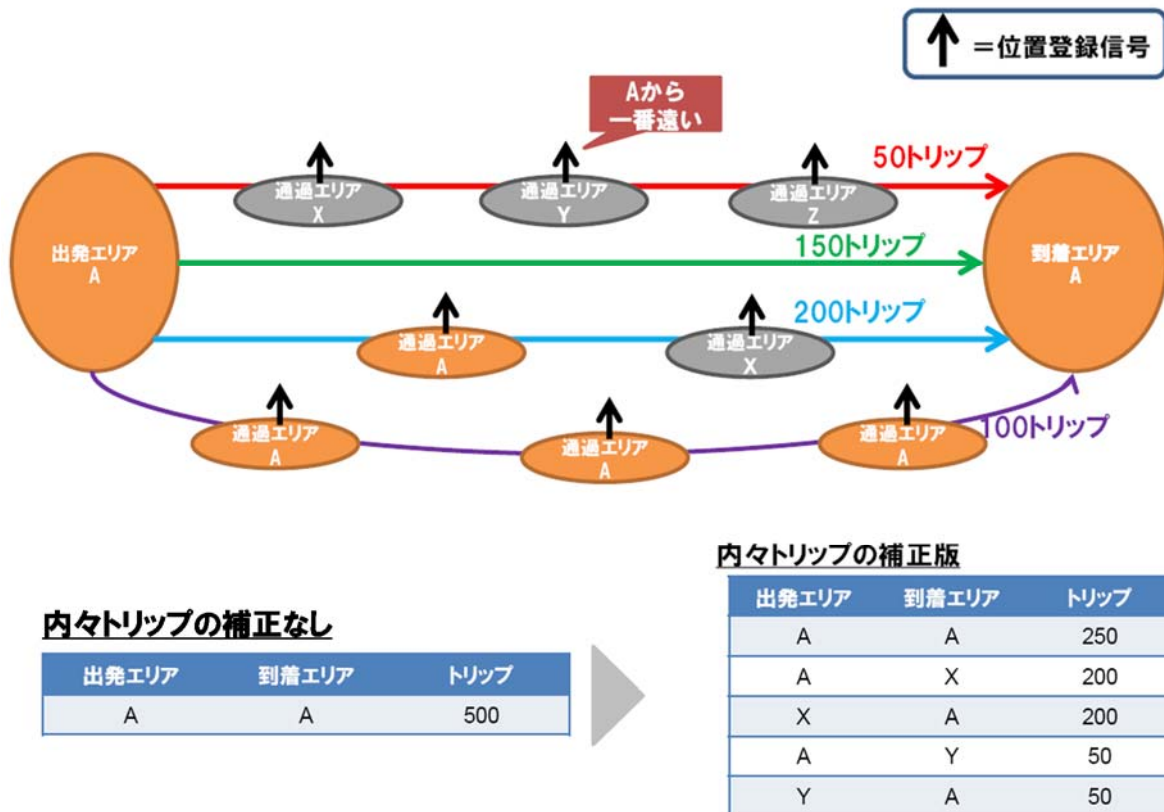 ＝位置登録信号
Aから
一番遠い
50トリップ
通過エリア
X
通過エリア
Y
通過エリア
Z
出発エリア
A
150トリップ
到着エリア
A
200トリップ
通過エリア
A
通過エリア
X
通過エリア
A
通過エリア
A
通過エリア
A
100トリップ
内々トリップの補正なし
出発エリア 到着エリア トリップ
A A 500
内々トリップの補正版
出発エリア 到着エリア トリップ
A A 250
A X 200
X A 200
A Y 50
Y A 50